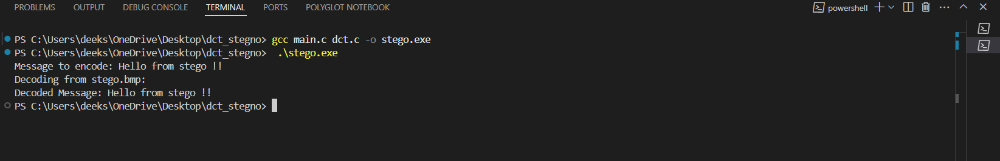 PROBLEMS OUTPUT DEBUG CONSOLE TERMINAL PORTS POLYGLOT NOTEBOOK powershell
PS C:\Users\deeks\OneDrive\Desktop\dct_stegno> gcc main.c dct.c -o stego.exe
PS C:\Users\deeks\OneDrive\Desktop\dct_stegno>  .\stego.exe
Message to encode: Hello from stego !!
Decoding from stego.bmp:
Decoded Message: Hello from stego !!
PS C:\Users\deeks\OneDrive\Desktop\dct_stegno>